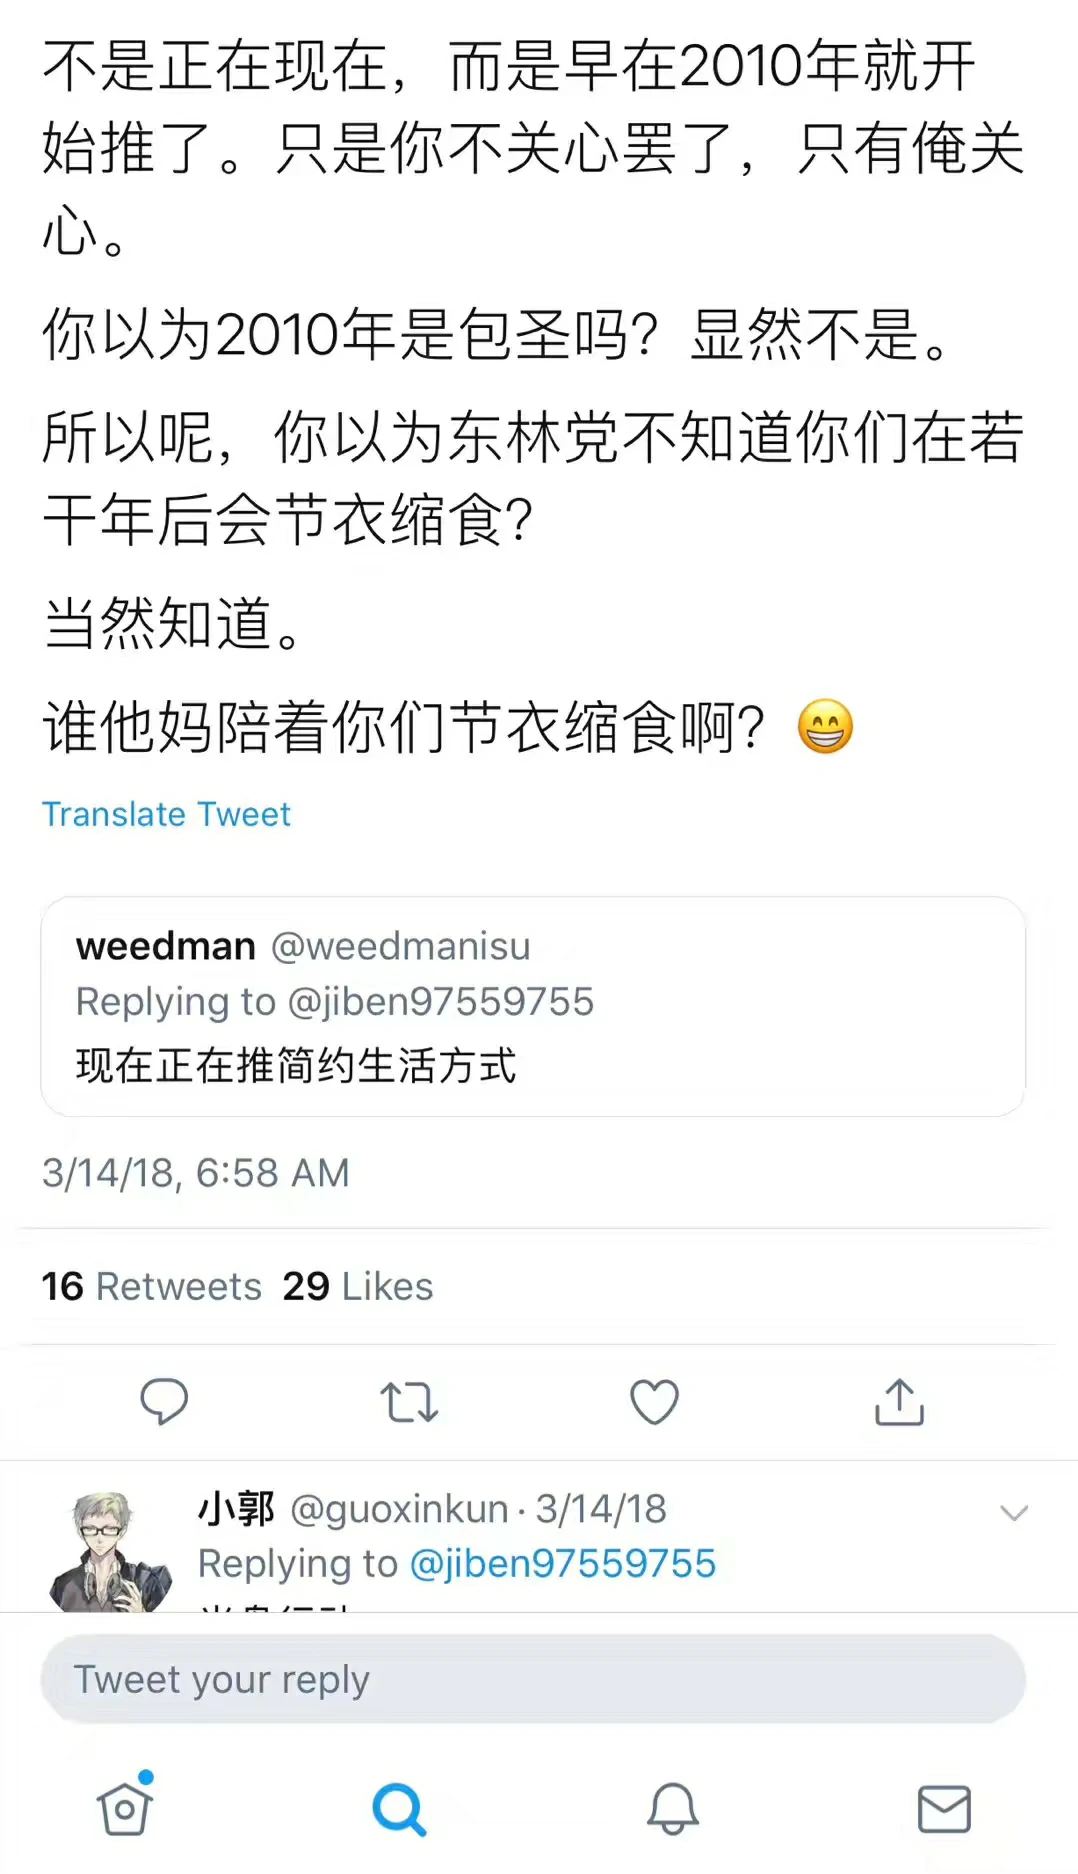 不是正在现在，而是早在2010年就开
始推了。只是你不关心罢了，只有俺关
心。
你以为2010年是包圣吗？显然不是。
所以呢，你以为东林党不知道你们在若
干年后会节衣缩食？
当然知道。
谁他妈陪着你们节衣缩食啊？😁
Translate Tweet
weedman @weedmanisu
Replying to @jiben97559755
现在正在推简约生活方式
3/14/18, 6:58 AM
16 Retweets 29 Likes
小郭 @guoxinkun · 3/14/18
Replying to @jiben97559755
Tweet your reply